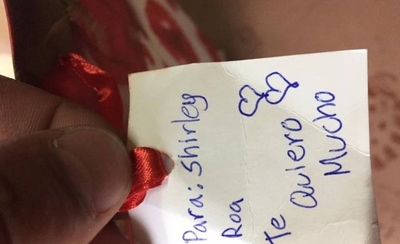 Para: Shirley
Roa
Te Quiero
Mucho